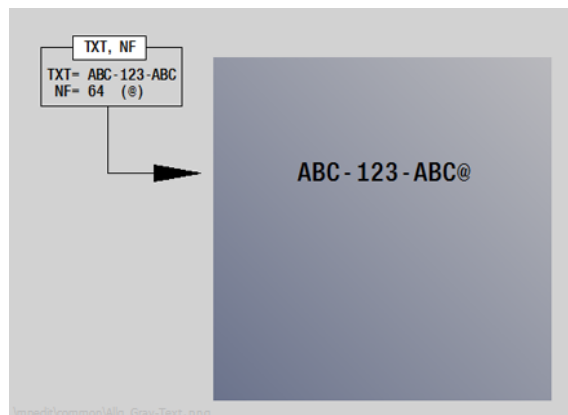 TXT, NF
TXT= ABC-123-ABC
NF= 64 (@)
ABC-123-ABC@